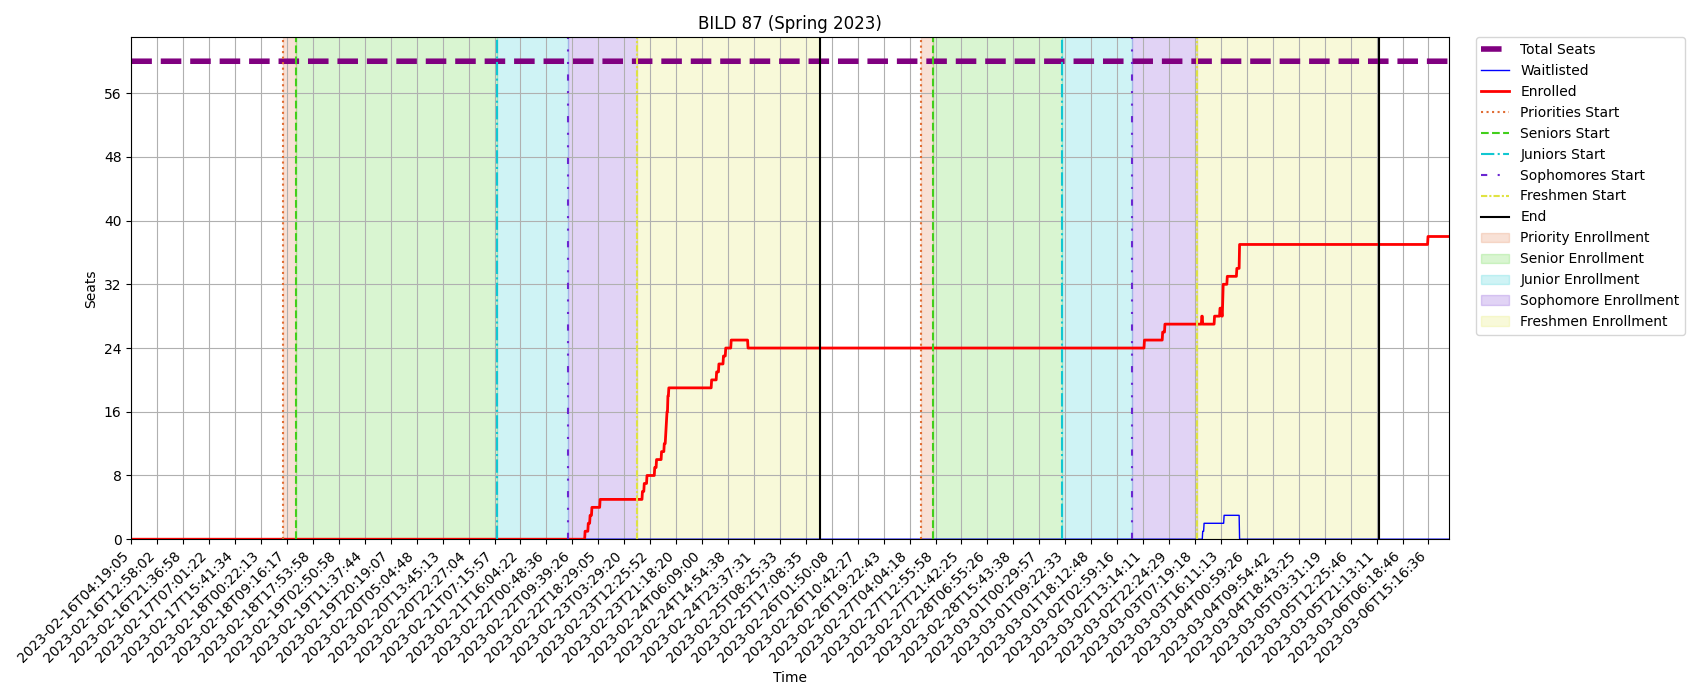 BILD 87 (Spring 2023)
Seats
56
48
40
32
24
16
8
0
2023-02-16T04:19:05
2023-02-16T12:58:02
2023-02-16T21:36:58
2023-02-17T07:01:22
2023-02-17T15:41:34
2023-02-18T00:22:13
2023-02-18T09:16:17
2023-02-18T17:53:58
2023-02-19T02:50:58
2023-02-19T11:37:44
2023-02-19T20:19:07
2023-02-20T05:04:48
2023-02-20T13:45:13
2023-02-20T22:27:04
2023-02-21T07:15:57
2023-02-21T16:04:22
2023-02-22T00:48:36
2023-02-22T09:39:26
2023-02-22T18:29:05
2023-02-23T03:29:20
2023-02-23T12:25:52
2023-02-23T21:18:20
2023-02-24T06:09:00
2023-02-24T14:54:38
2023-02-24T23:37:31
2023-02-25T08:25:33
2023-02-25T17:08:35
2023-02-26T01:50:08
2023-02-26T10:42:27
2023-02-26T19:22:43
2023-02-27T04:04:18
2023-02-27T12:55:58
2023-02-27T21:42:25
2023-02-28T06:55:26
2023-02-28T15:43:38
2023-03-01T00:29:57
2023-03-01T09:22:33
2023-03-01T18:12:48
2023-03-02T02:59:16
2023-03-02T13:14:11
2023-03-02T22:24:29
2023-03-03T07:19:18
2023-03-03T16:11:13
2023-03-04T00:59:26
2023-03-04T09:54:42
2023-03-04T18:43:25
2023-03-05T03:31:19
2023-03-05T12:25:46
2023-03-05T21:13:11
2023-03-06T06:18:46
2023-03-06T15:16:36
Time
Total Seats
Waitlisted
Enrolled
Priorities Start
Seniors Start
Juniors Start
Sophomores Start
Freshmen Start
End
Priority Enrollment
Senior Enrollment
Junior Enrollment
Sophomore Enrollment
Freshmen Enrollment